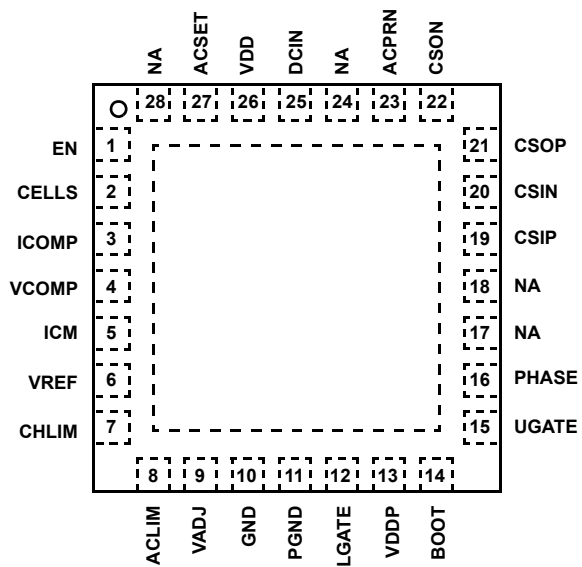 NA
ACSET
VDD
DCIN
NA
ACPRN
CSON
28
27
26
25
24
23
22
EN
1
CELLS
2
ICOMP
3
VCOMP
4
ICM
5
VREF
6
CHLIM
7
21
CSOP
20
CSIN
19
CSIP
18
NA
17
NA
16
PHASE
15
UGATE
8
9
10
11
12
13
14
ACLIM
VADJ
GND
PGND
LGATE
VDDP
BOOT